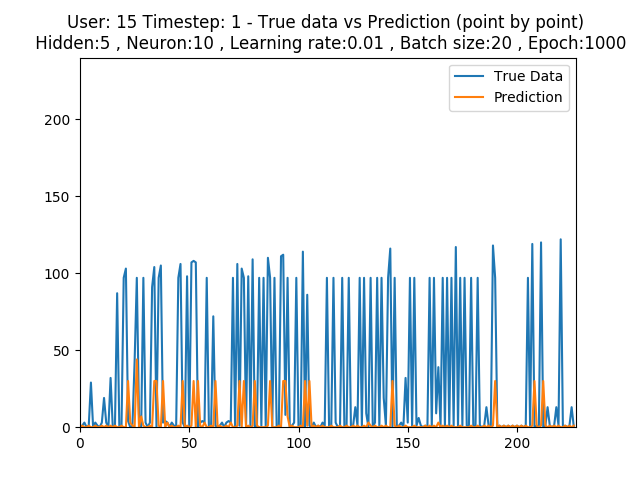 User: 15 Timestep: 1 - True data vs Prediction (point by point)
Hidden:5 , Neuron:10 , Learning rate:0.01 , Batch size:20 , Epoch:1000
True Data
Prediction
200
150
100
50
0
0 50 100 150 200